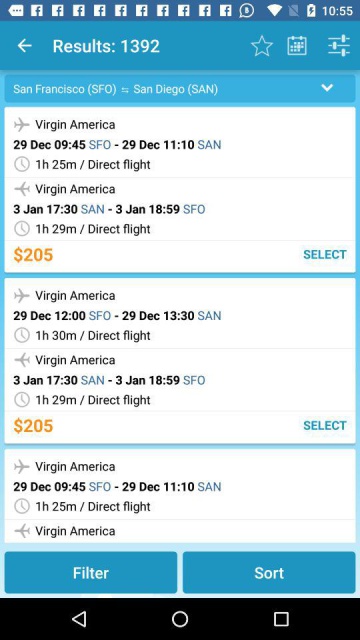 10:55
Results: 1392
San Francisco (SFO) ⇆ San Diego (SAN)
Virgin America
29 Dec 09:45 SFO - 29 Dec 11:10 SAN
1h 25m / Direct flight
Virgin America
3 Jan 17:30 SAN - 3 Jan 18:59 SFO
1h 29m / Direct flight
$205 SELECT
Virgin America
29 Dec 12:00 SFO - 29 Dec 13:30 SAN
1h 30m / Direct flight
Virgin America
3 Jan 17:30 SAN - 3 Jan 18:59 SFO
1h 29m / Direct flight
$205 SELECT
Virgin America
29 Dec 09:45 SFO - 29 Dec 11:10 SAN
1h 25m / Direct flight
Virgin America
Filter Sort